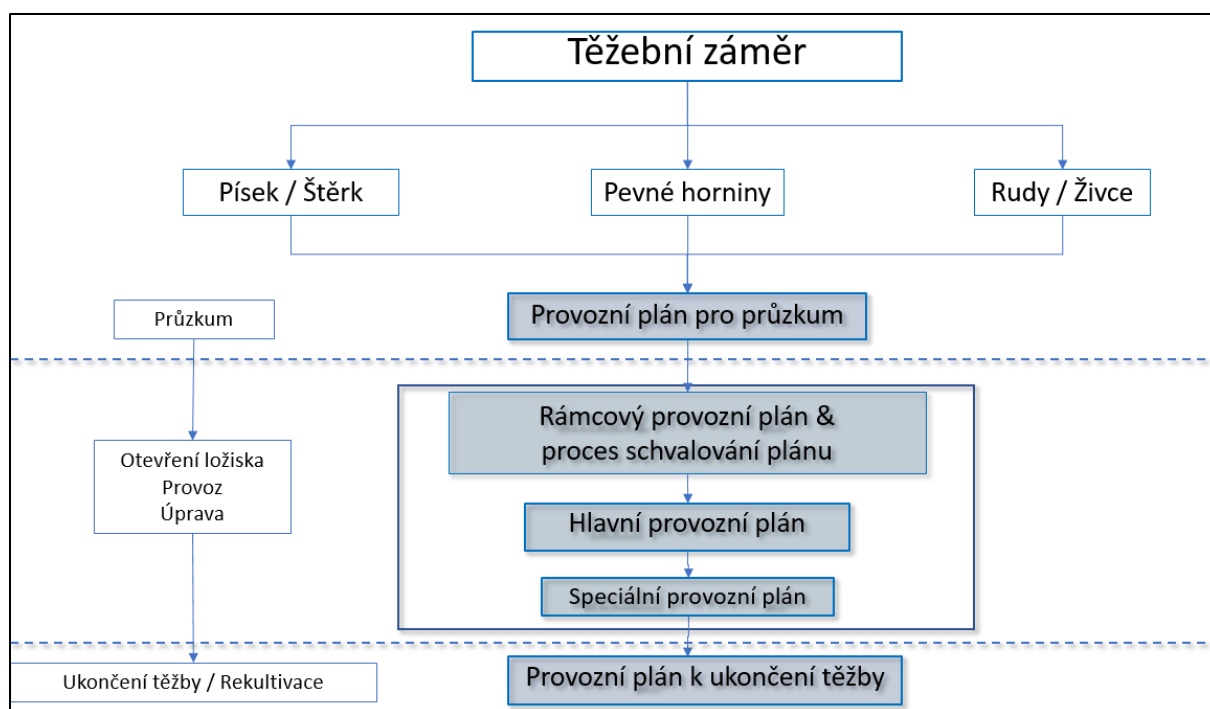 Těžební záměr
Písek / Štěrk
Pevné horniny
Rudy / Živce
Průzkum
Provozní plán pro průzkum
Otevření ložiska
Provoz
Úprava
Rámcový provozní plán &
proces schvalování plánu
Hlavní provozní plán
Speciální provozní plán
Ukončení těžby / Rekultivace
Provozní plán k ukončení těžby